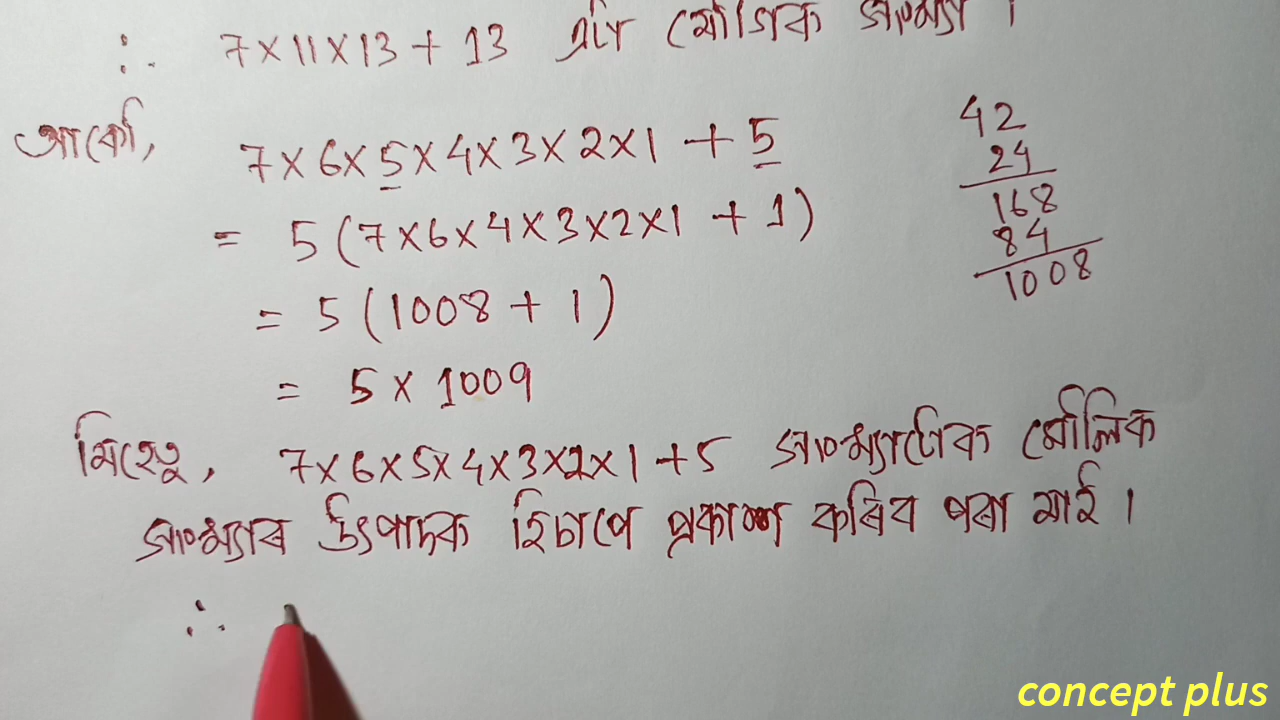 ∴ 7×11×13+13 এটা যৌগিক সংখ্যা ।
আকৌ, 7×6×5×4×3×2×1 + 5
= 5(7×6×4×3×2×1 + 1)
= 5(1008 + 1)
= 5 × 1009
42
24
168
84
1008
যিহেতু, 7×6×5×4×3×2×1+5 সংখ্যাটোক মৌলিক
সংখ্যাৰ উৎপাদক হিচাপে প্ৰকাশ কৰিব পৰা যাই ।
∴
concept plus